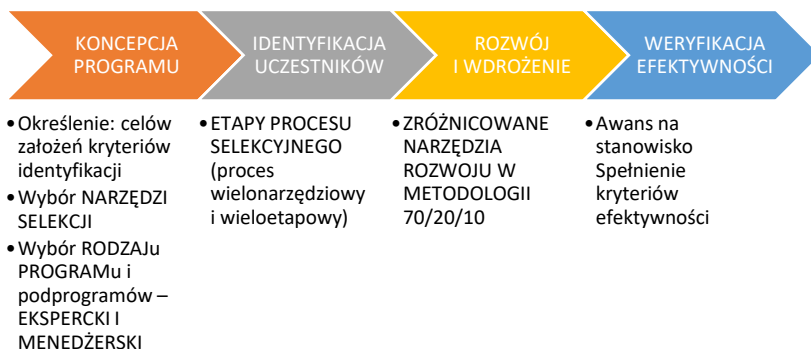 KONCEPCJA
PROGRAMU
IDENTYFIKACJA
UCZESTNIKÓW
ROZWÓJ
I WDROŻENIE
WERYFIKACJA
EFEKTYWNOŚCI
•Określenie: celów
założeń kryteriów
identyfikacji
•Wybór NARZĘDZI
SELEKCJI
•Wybór RODZAJu
PROGRAMu i
podprogramów –
EKSPERCKI I
MENEDŻERSKI
•ETAPY PROCESU
SELEKCYJNEGO
(proces
wielonarzędziowy
i wieloetapowy)
•ZRÓŻNICOWANE
NARZĘDZIA
ROZWOJU W
METODOLOGII
70/20/10
•Awans na
stanowisko
Spełnienie
kryteriów
efektywności